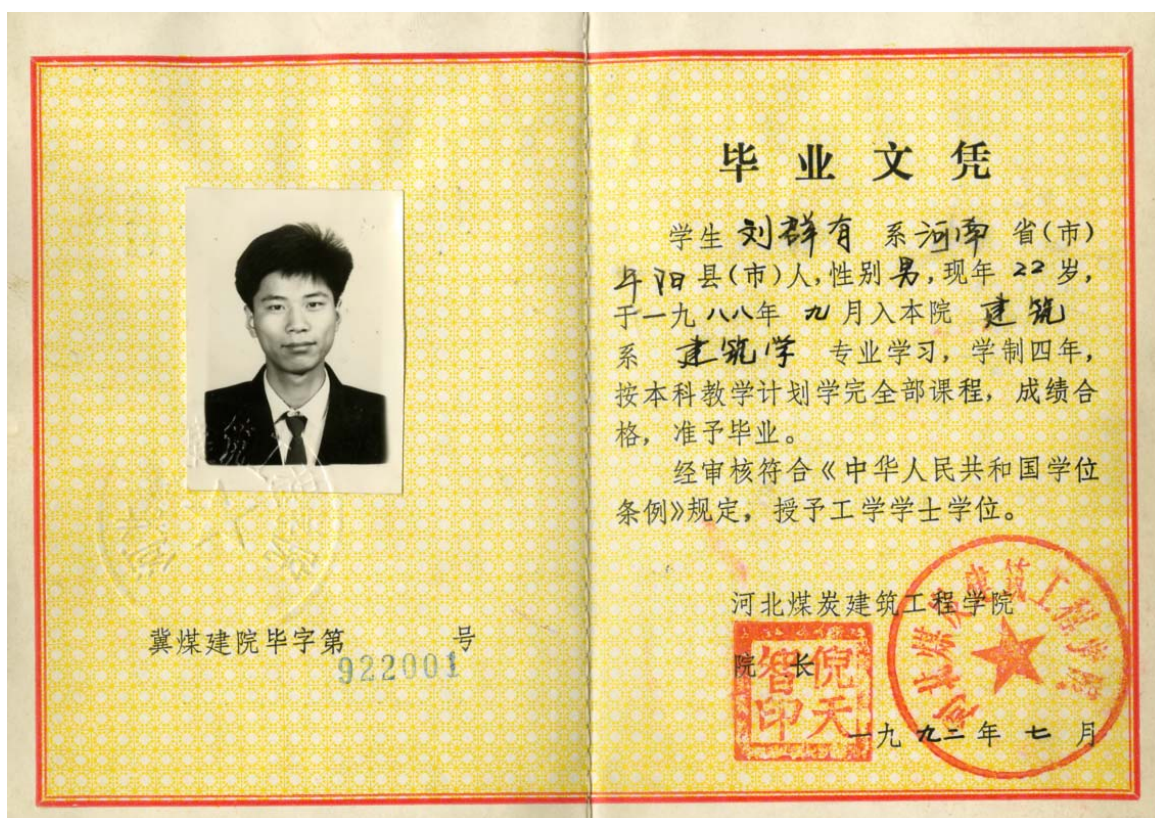 冀煤建院毕字第 号
922001
毕业文凭
学生 刘群有 系河南 省(市)
县(市)人,性别男,现年 22 岁,
于一九八八年 九 月入本院 建筑
系 建筑学 专业学习,学制四年,
按本科教学计划学完全部课程,成绩合
格,准予毕业。
经审核符合《中华人民共和国学位
条例》规定,授予工学学士学位。
河北煤炭建筑工程学院
院 长
倪天智印
一九九二年 七 月
河北煤炭建筑工程学院